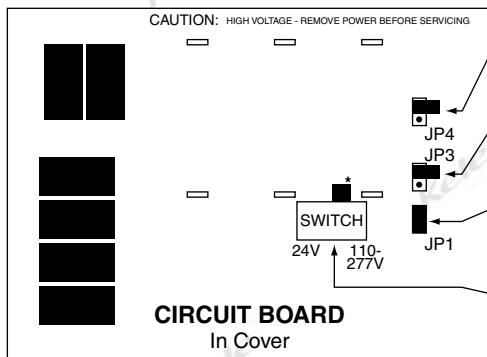 CAUTION: HIGH VOLTAGE - REMOVE POWER BEFORE SERVICING
JP4
JP3
*
SWITCH
JP1
24V 110-
277V
CIRCUIT BOARD
In Cover